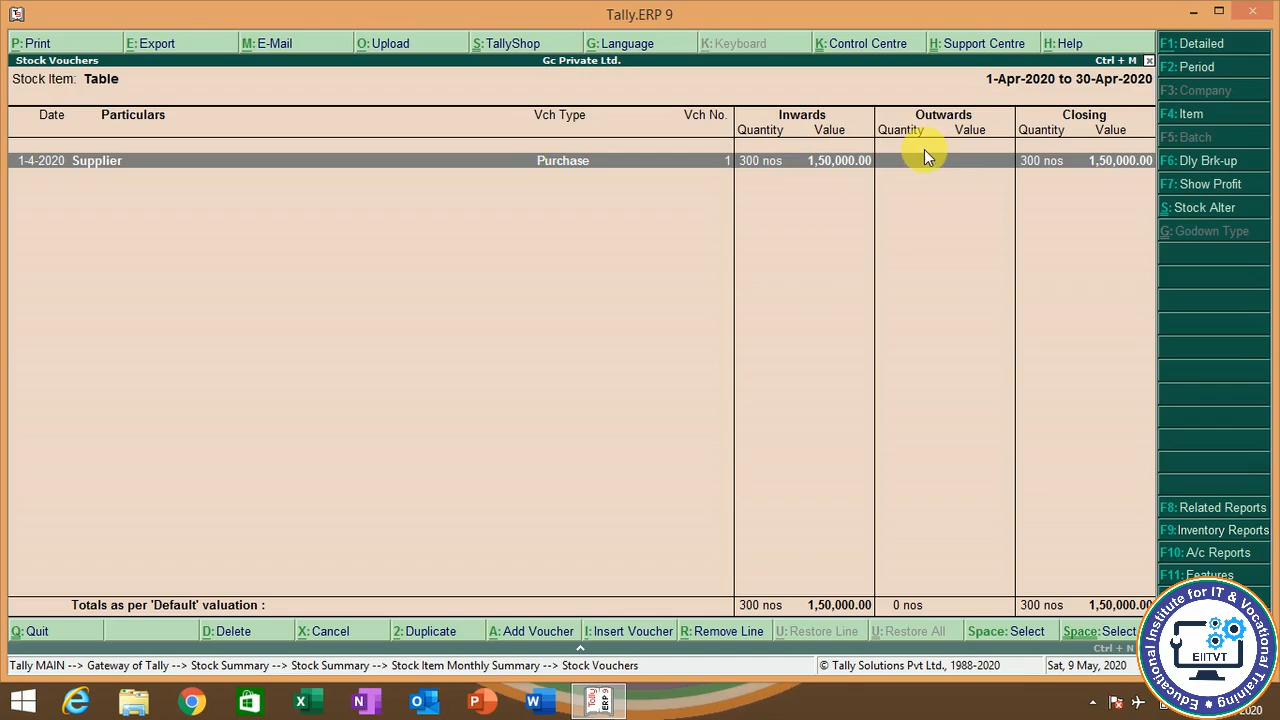 Tally.ERP 9
P: Print E: Export M: E-Mail O: Upload S: TallyShop G: Language K: Keyboard K: Control Centre H: Support Centre H: Help
Stock Vouchers Gc Private Ltd. Ctrl + M
Stock Item: Table 1-Apr-2020 to 30-Apr-2020
Date Particulars Vch Type Vch No. Inwards Outwards Closing
Quantity Value Quantity Value Quantity Value
1-4-2020 Supplier Purchase 1 300 nos 1,50,000.00 300 nos 1,50,000.00
Totals as per 'Default' valuation : 300 nos 1,50,000.00 0 nos 300 nos 1,50,000.00
F1: Detailed
F2: Period
F3: Company
F4: Item
F5: Batch
F6: Dly Brk-up
F7: Show Profit
S: Stock Alter
G: Godown Type
F8: Related Reports
F9: Inventory Reports
F10: A/c Reports
F11: Features
Q: Quit D: Delete X: Cancel 2: Duplicate A: Add Voucher I: Insert Voucher R: Remove Line U: Restore Line U: Restore All Space: Select Space: Select
Ctrl + N
Tally MAIN --> Gateway of Tally --> Stock Summary --> Stock Summary --> Stock Item Monthly Summary --> Stock Vouchers © Tally Solutions Pvt Ltd., 1988-2020 Sat, 9 May, 2020
Educational Institute for IT & Vocational Training
EIITVT
2020